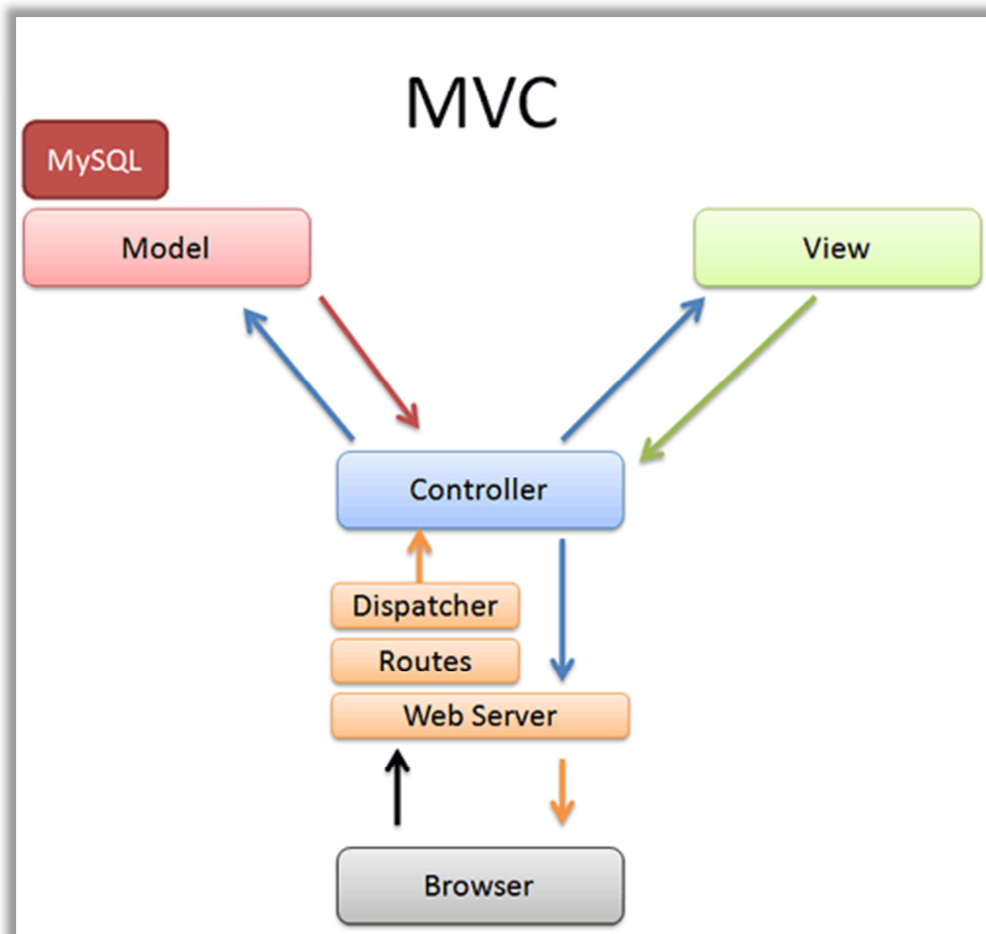 MVC
MySQL
Model
View
Controller
Dispatcher
Routes
Web Server
Browser